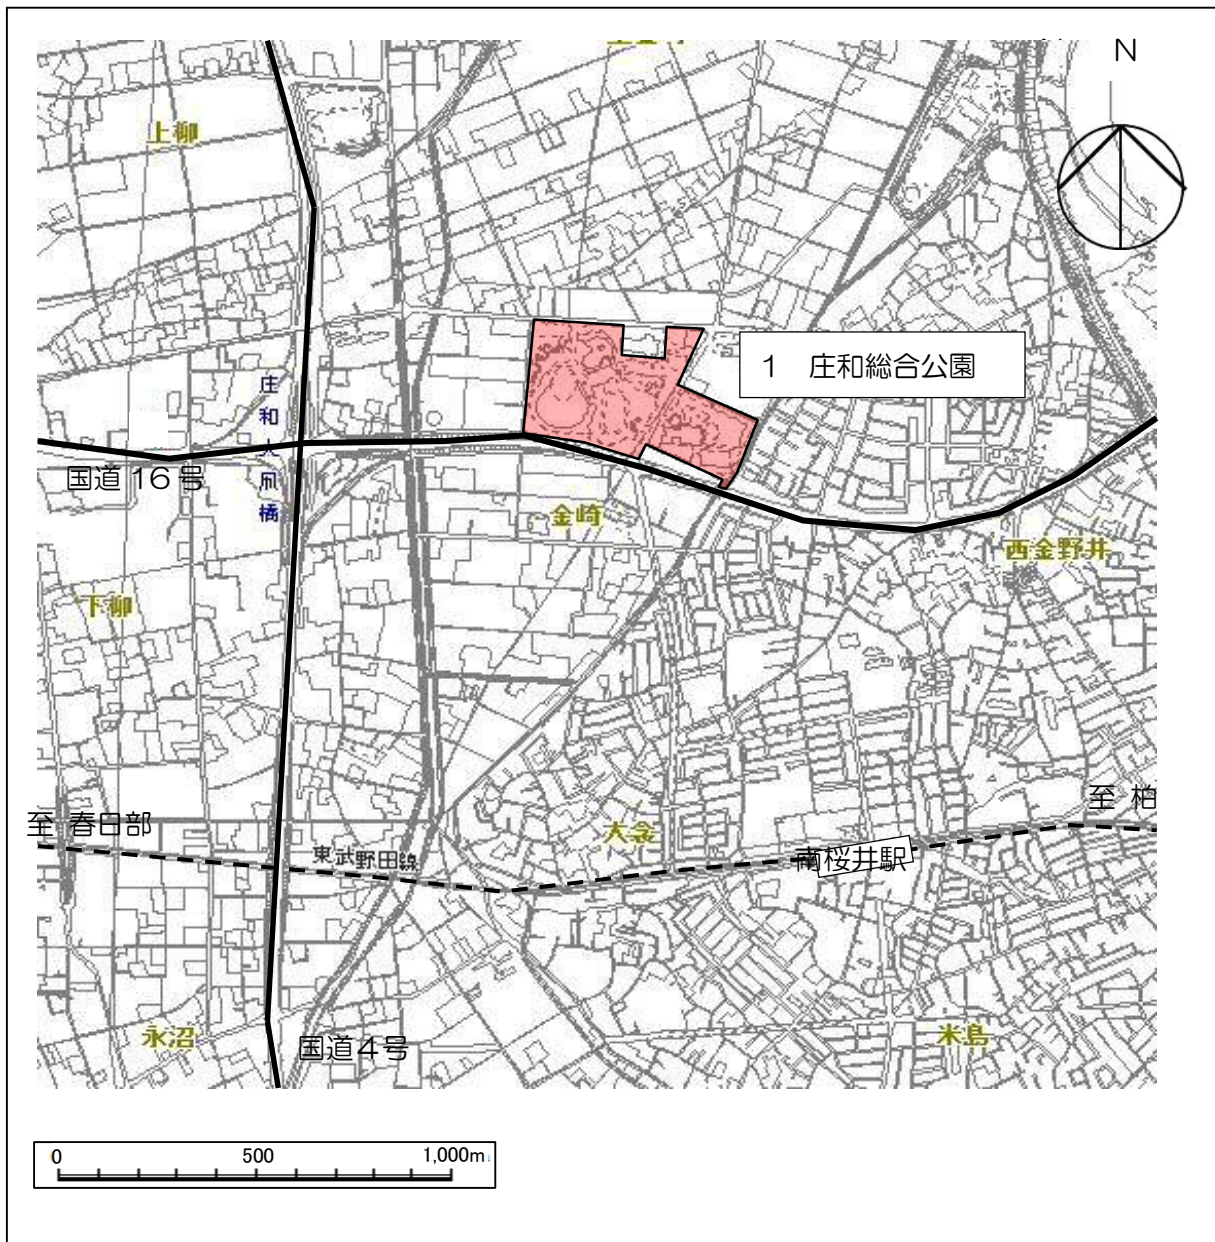 N
上柳
1 庄和総合公園
庄和大凧橋
国道16号
金崎
西金野井
下柳
至 春日部
東武野田線
大衾
南桜井駅
至 柏
永沼
国道4号
米島
0 500 1,000m